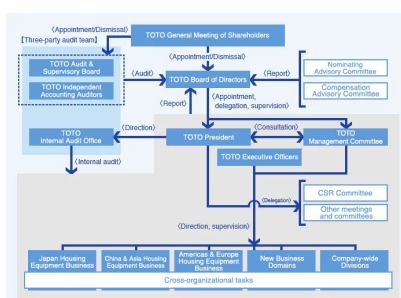 〈Appointment/Dismissal〉
TOTO General Meeting of Shareholders
【Three-party audit team】
〈Appointment/Dismissal〉
TOTO Audit &
Supervisory Board
TOTO Independent
Accounting Auditors
〈Audit〉
TOTO Board of Directors
〈Report〉
Nominating
Advisory Committee
Compensation
Advisory Committee
〈Report〉
〈Appointment,
delegation, supervision〉
TOTO
Internal Audit Office
〈Direction〉
TOTO President
〈Consultation〉
TOTO
Management Committee
〈Internal audit〉
TOTO Executive Officers
〈Delegation〉
CSR Committee
Other meetings
and committees
〈Direction, supervision〉
Japan Housing
Equipment Business
China & Asia Housing
Equipment Business
Americas & Europe
Housing Equipment
Business
New Business
Domains
Company-wide
Divisions
Cross-organizational tasks